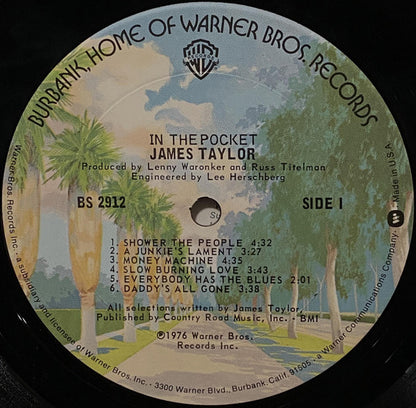 BURBANK, HOME OF WARNER BROS. RECORDS
IN THE POCKET
JAMES TAYLOR
Produced by Lenny Waronker and Russ Titelman
Engineered by Lee Herschberg
BS 2912
SIDE 1
1. SHOWER THE PEOPLE 4:32
2. A JUNKIE'S LAMENT 3:27
3. MONEY MACHINE 4:35
4. SLOW BURNING LOVE 3:43
5. EVERYBODY HAS THE BLUES 2:01
6. DADDY'S ALL GONE 3:38
All selections written by James Taylor,
Published by Country Road Music, Inc. - BMI
©1976 Warner Bros.
Records Inc.
Warner Bros. Records Inc., a subsidiary and licensee of Warner Bros. Inc. · 3300 Warner Blvd., Burbank, Calif. 91505 · a Warner Communications Company · Made in U.S.A.